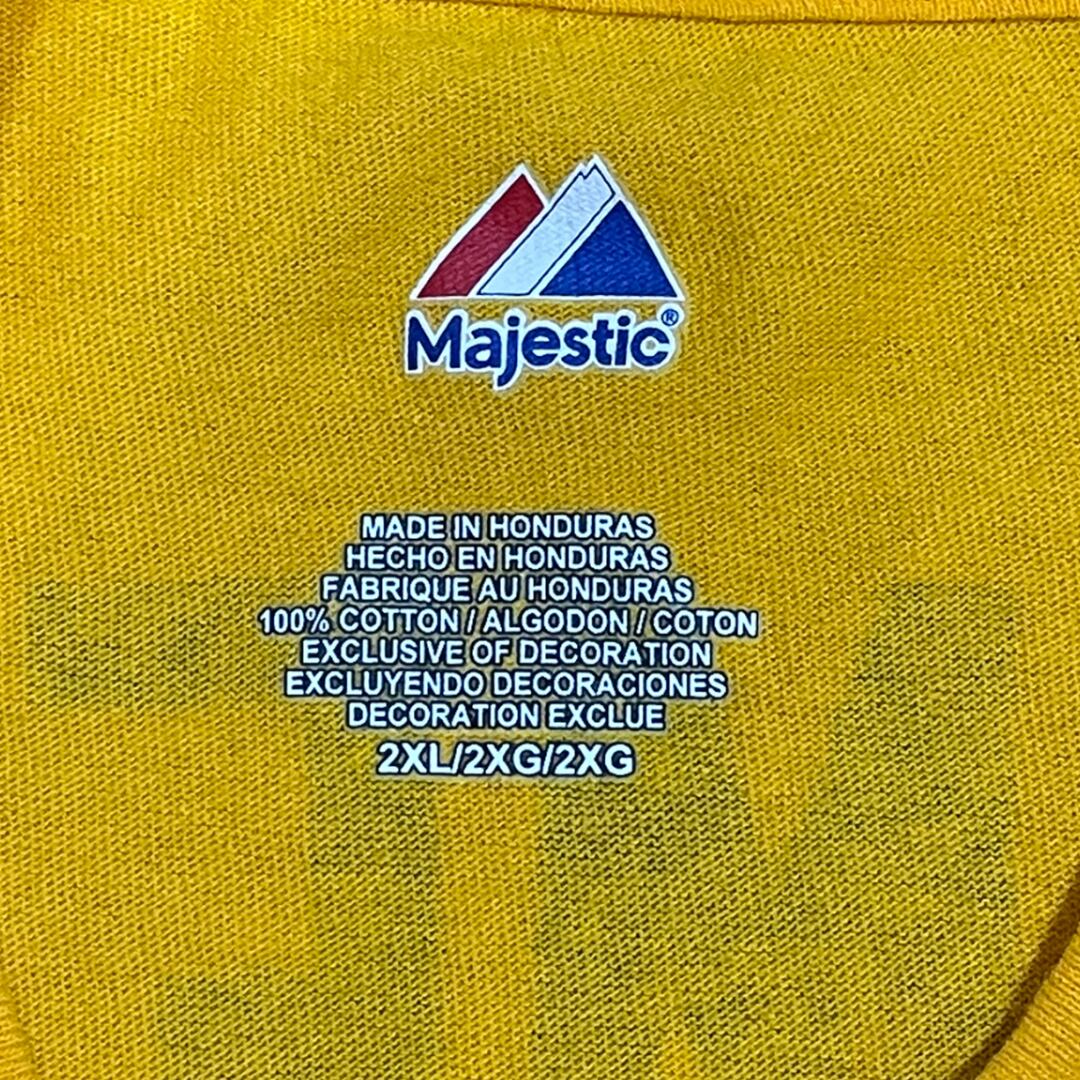 Majestic®
MADE IN HONDURAS
HECHO EN HONDURAS
FABRIQUE AU HONDURAS
100% COTTON / ALGODON / COTON
EXCLUSIVE OF DECORATION
EXCLUYENDO DECORACIONES
DECORATION EXCLUE
2XL/2XG/2XG